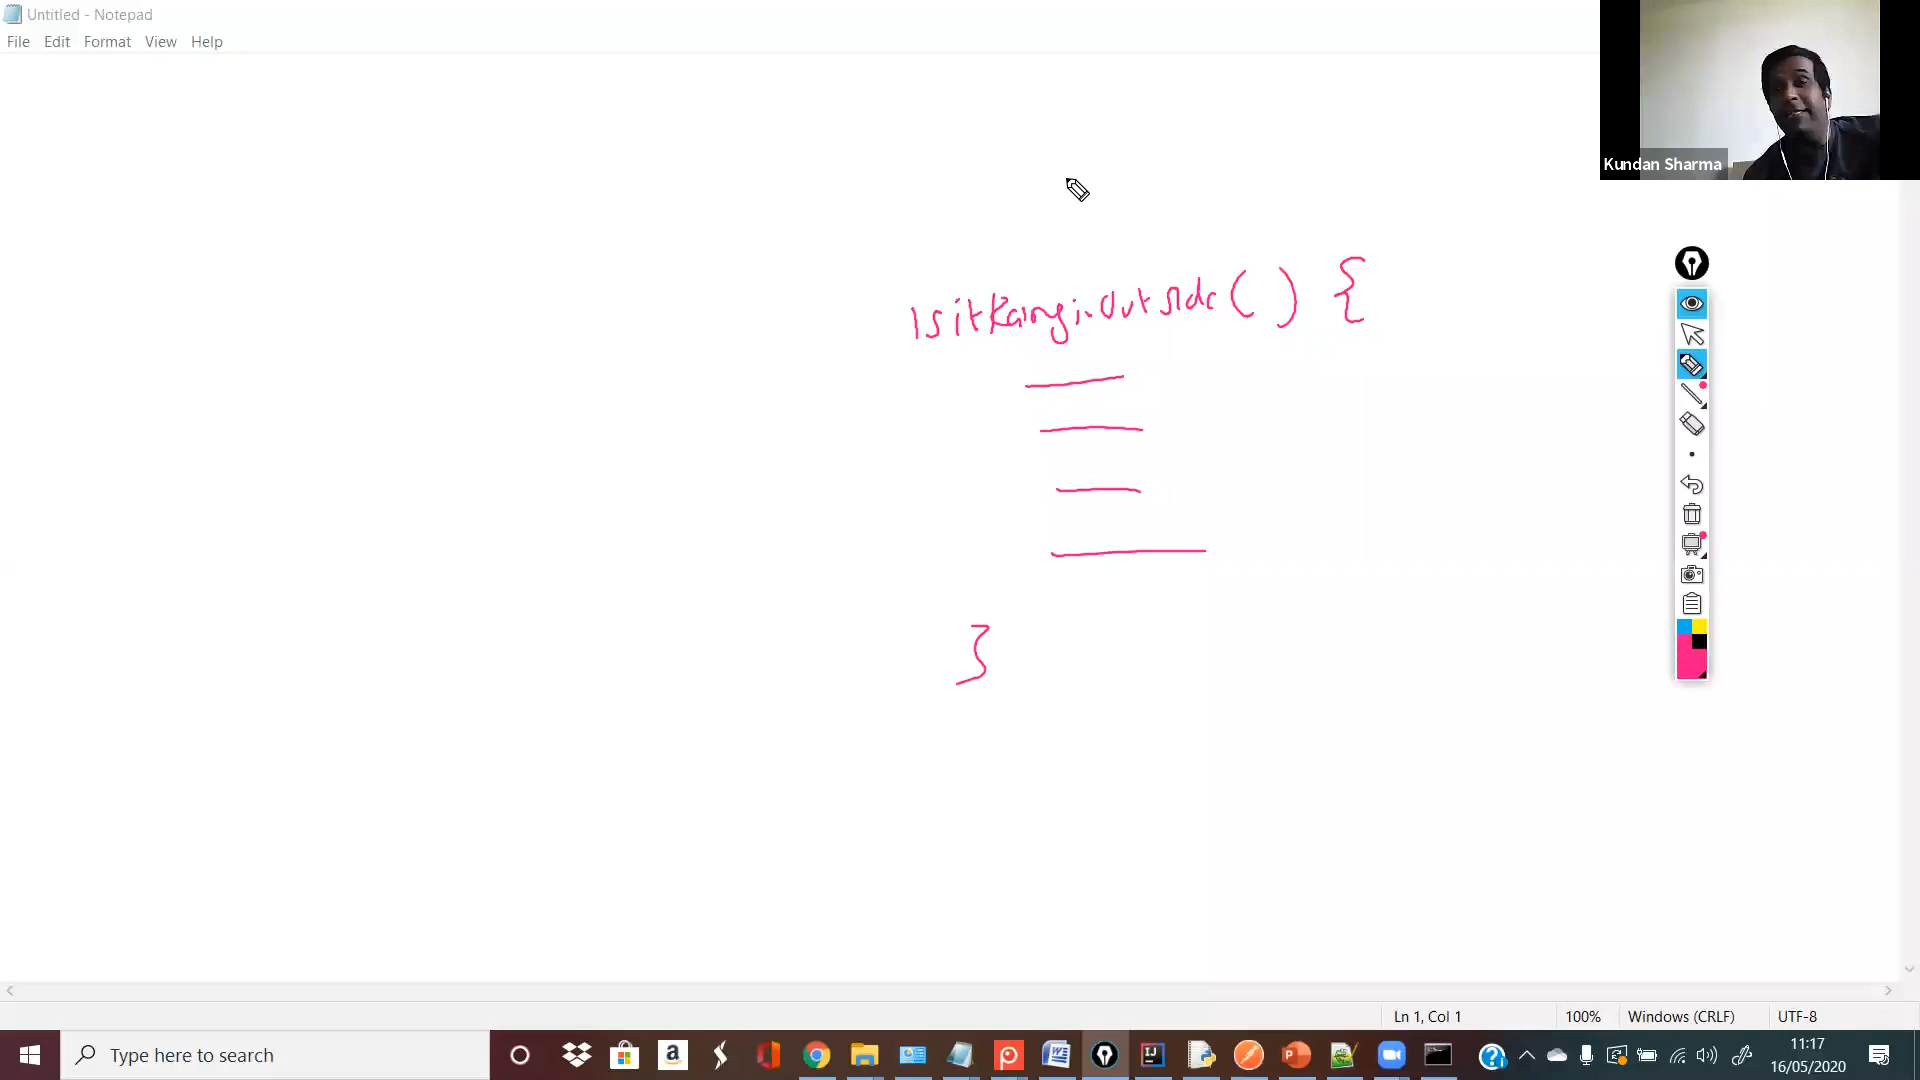 Untitled - Notepad
File Edit Format View Help
Kundan Sharma
isitRainginOutside() {
}
Ln 1, Col 1 100% Windows (CRLF) UTF-8
Type here to search
11:17
16/05/2020